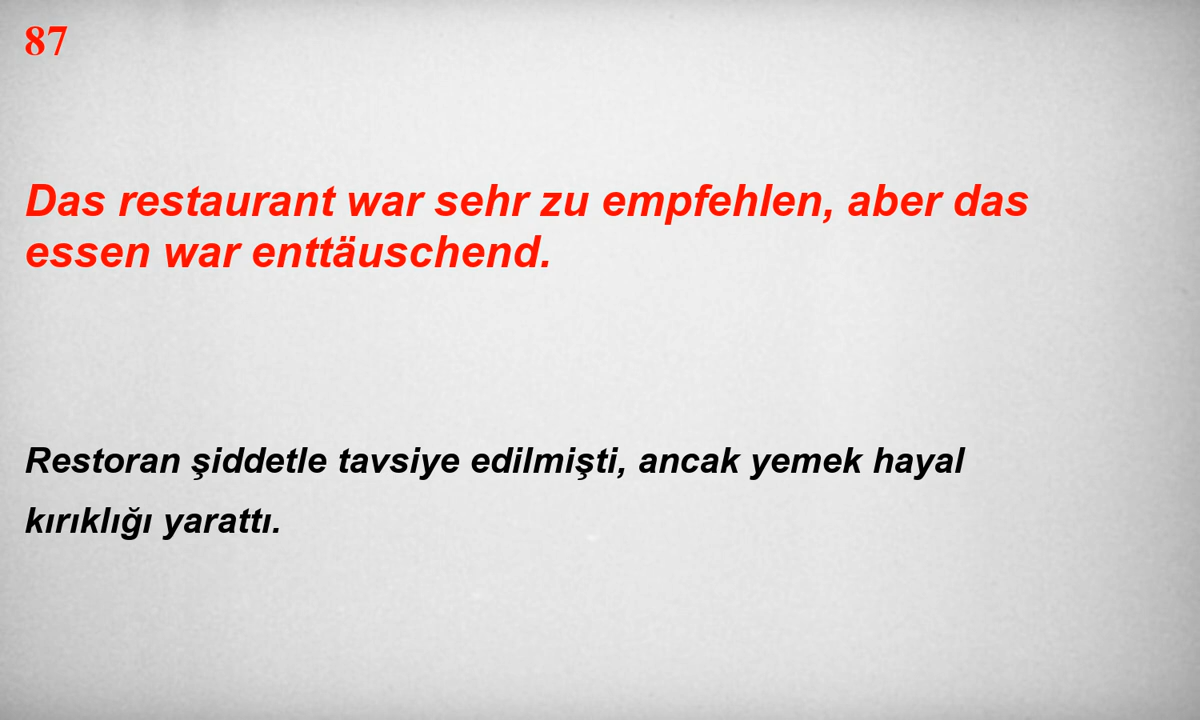 87
Das restaurant war sehr zu empfehlen, aber das
essen war enttäuschend.
Restoran şiddetle tavsiye edilmişti, ancak yemek hayal
kırıklığı yarattı.